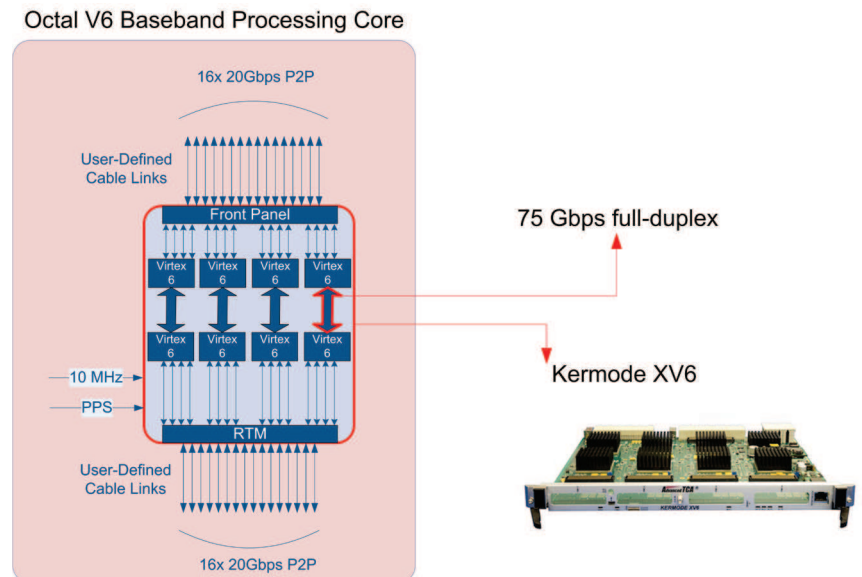 Octal V6 Baseband Processing Core
16x 20Gbps P2P
User-Defined
Cable Links
Front Panel
75 Gbps full-duplex
Virtex
6
Virtex
6
Virtex
6
Virtex
6
Virtex
6
Virtex
6
Virtex
6
Virtex
6
Kermode XV6
10 MHz
PPS
RTM
User-Defined
Cable Links
16x 20Gbps P2P
AdvancedTCA®
KERMODE XV6